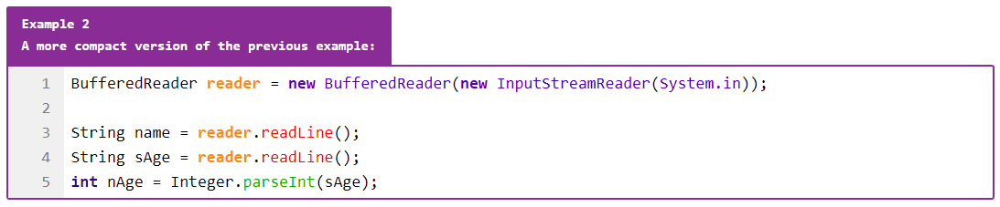 Example 2
A more compact version of the previous example:
1 BufferedReader reader = new BufferedReader(new InputStreamReader(System.in));
2
3 String name = reader.readLine();
4 String sAge = reader.readLine();
5 int nAge = Integer.parseInt(sAge);